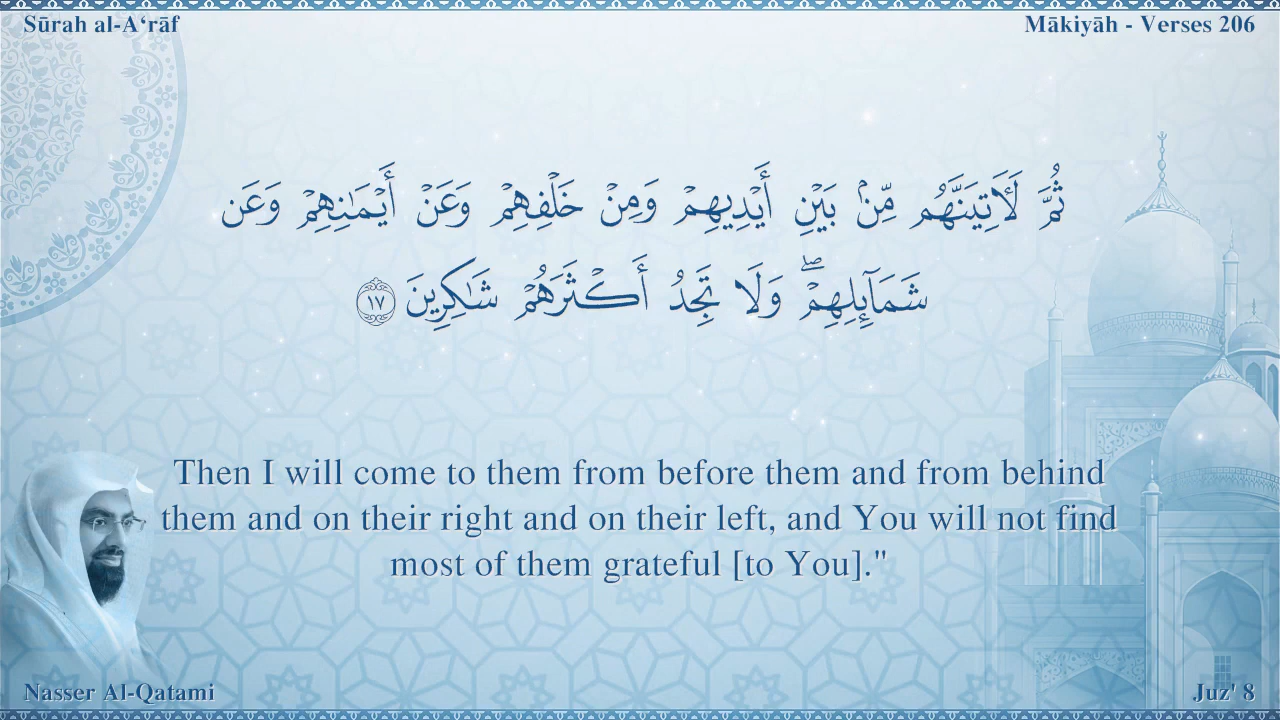 Sūrah al-A‘rāf
Mākiyāh - Verses 206
ثُمَّ لَأٓتِيَنَّهُم مِّنۢ بَيْنِ أَيْدِيهِمْ وَمِنْ خَلْفِهِمْ وَعَنْ أَيْمَـٰنِهِمْ وَعَن
شَمَآئِلِهِمْ ۖ وَلَا تَجِدُ أَكْثَرَهُمْ شَـٰكِرِينَ ١٧
Then I will come to them from before them and from behind
them and on their right and on their left, and You will not find
most of them grateful [to You]."
Nasser Al-Qatami
Juz' 8